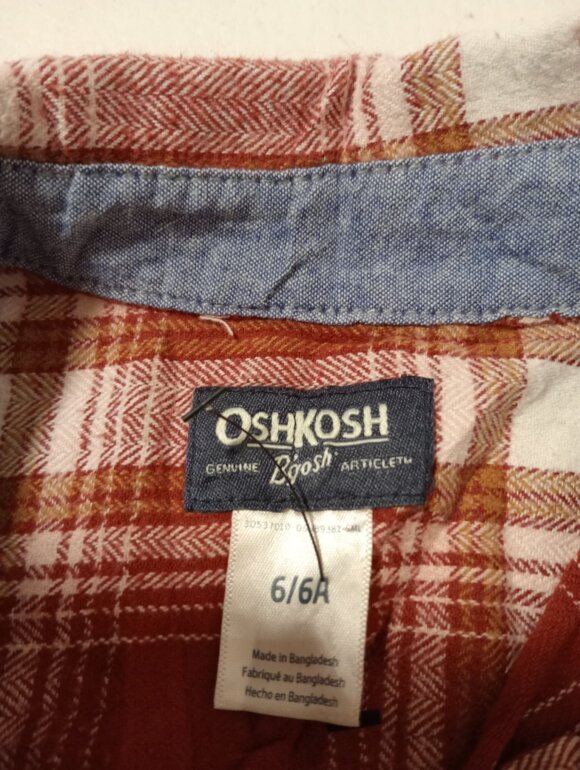 OSHKOSH
GENUINE B'gosh ARTICLE™
6/6A
Made in Bangladesh
Fabriqué au Bangladesh
Hecho en Bangladesh